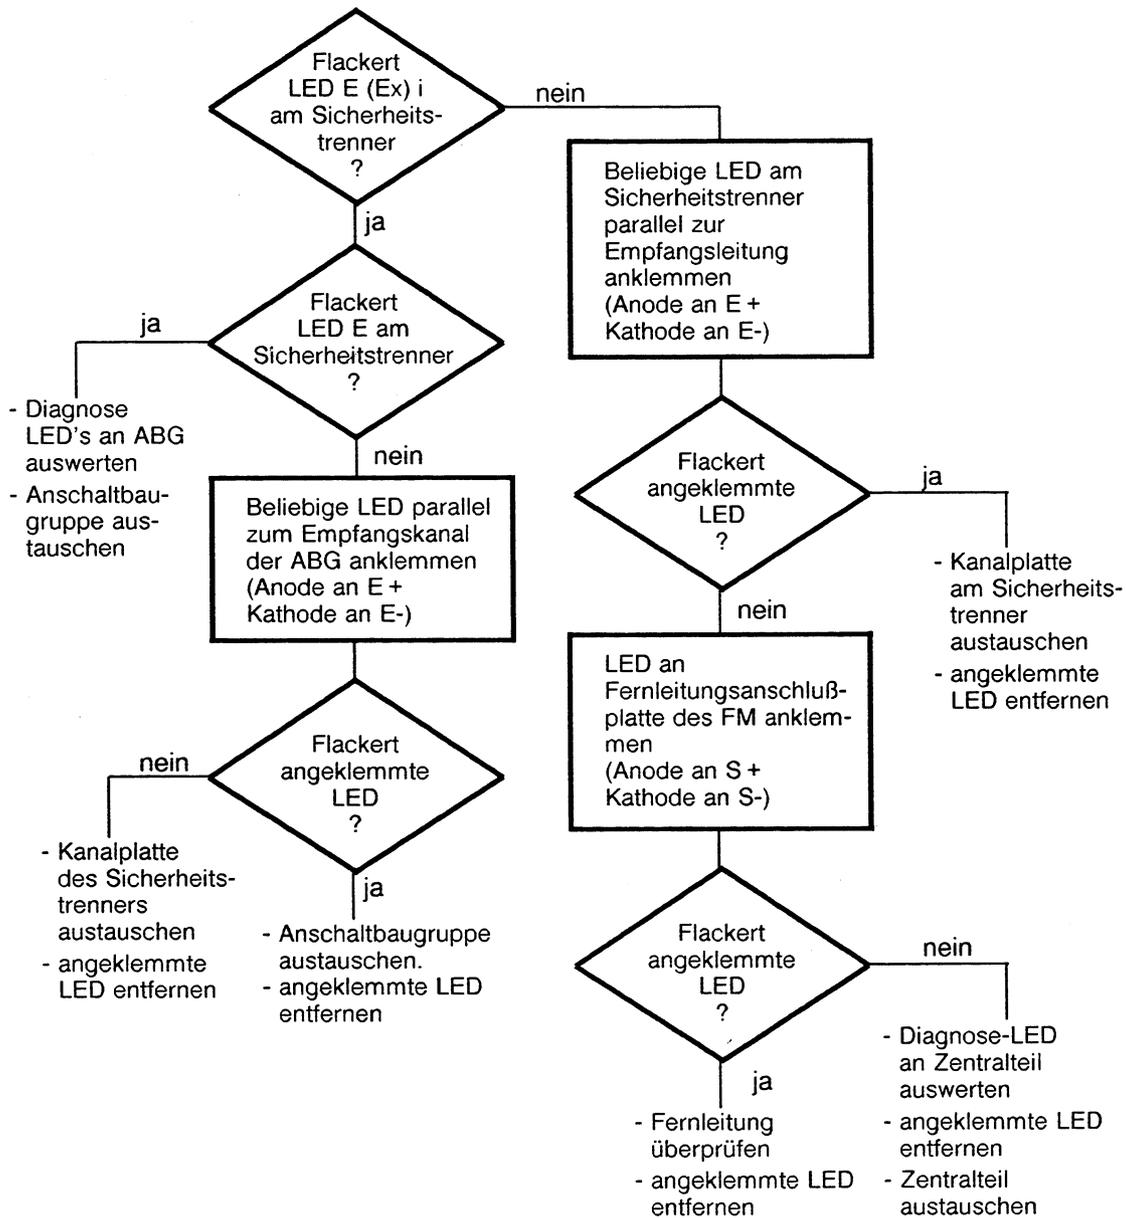 Flackert
LED E (Ex) i
am Sicherheits-
trenner
?
nein
ja
Beliebige LED am
Sicherheitstrenner
parallel zur
Empfangsleitung
anklemmen
(Anode an E +
Kathode an E-)
Flackert
LED E am
Sicherheitstrenner
?
ja
- Diagnose
LED's an ABG
auswerten
- Anschaltbau-
gruppe aus-
tauschen
nein
Beliebige LED parallel
zum Empfangskanal
der ABG anklemmen
(Anode an E +
Kathode an E-)
Flackert
angeklemmte
LED
?
ja
- Kanalplatte
am Sicherheits-
trenner
austauschen
- angeklemmte
LED entfernen
nein
LED an
Fernleitungsanschluß-
platte des FM anklem-
men
(Anode an S +
Kathode an S-)
Flackert
angeklemmte
LED
?
nein
- Kanalplatte
des Sicherheits-
trenners
austauschen
- angeklemmte
LED entfernen
ja
- Anschaltbaugruppe
austauschen.
- angeklemmte LED
entfernen
Flackert
angeklemmte
LED
?
nein
- Diagnose-LED
an Zentralteil
auswerten
- angeklemmte LED
entfernen
- Zentralteil
austauschen
ja
- Fernleitung
überprüfen
- angeklemmte LED
entfernen